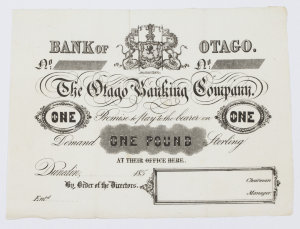 BANK OF OTAGO.
No. No.
The Otago Banking Company.
ONE Promise to pay to the bearer on ONE
Demand ONE POUND Sterling
AT THEIR OFFICE HERE.
Dunedin, 185
By Order of the Directors.
Chairman
Manager.
Entd.